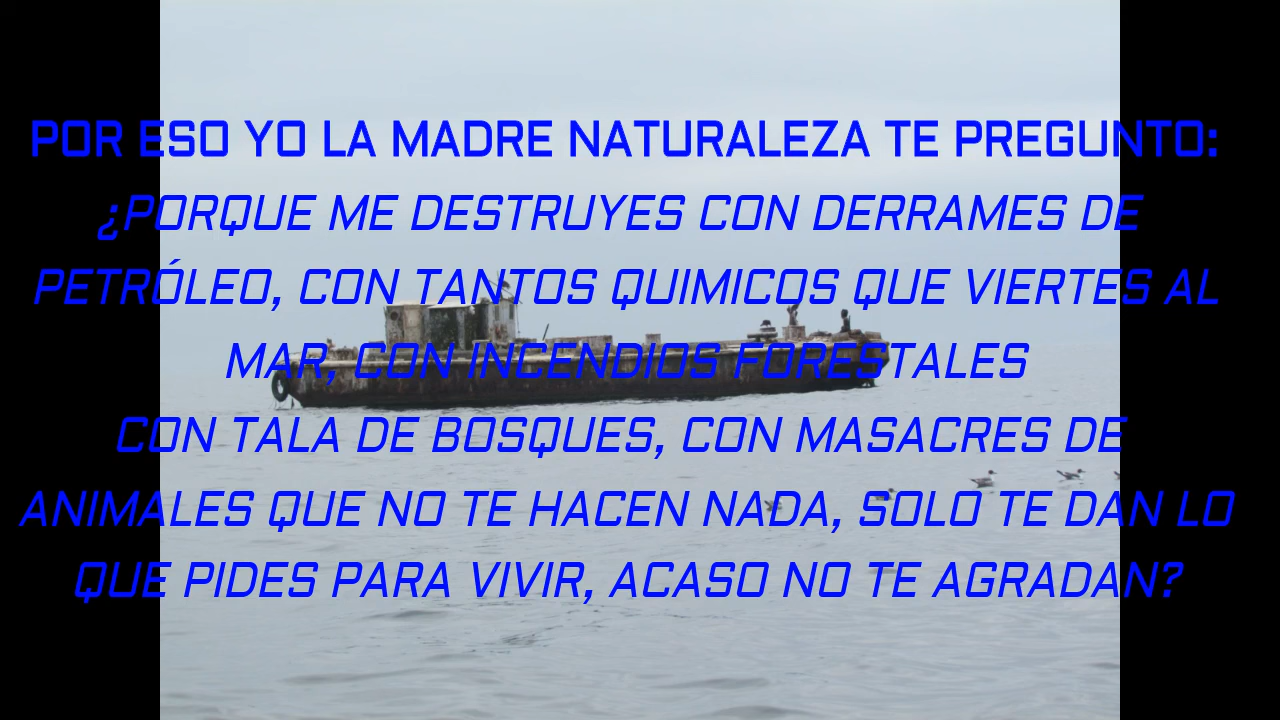 POR ESO YO LA MADRE NATURALEZA TE PREGUNTO:
¿PORQUE ME DESTRUYES CON DERRAMES DE
PETRÓLEO, CON TANTOS QUIMICOS QUE VIERTES AL
MAR, CON INCENDIOS FORESTALES
CON TALA DE BOSQUES, CON MASACRES DE
ANIMALES QUE NO TE HACEN NADA, SOLO TE DAN LO
QUE PIDES PARA VIVIR, ACASO NO TE AGRADAN?